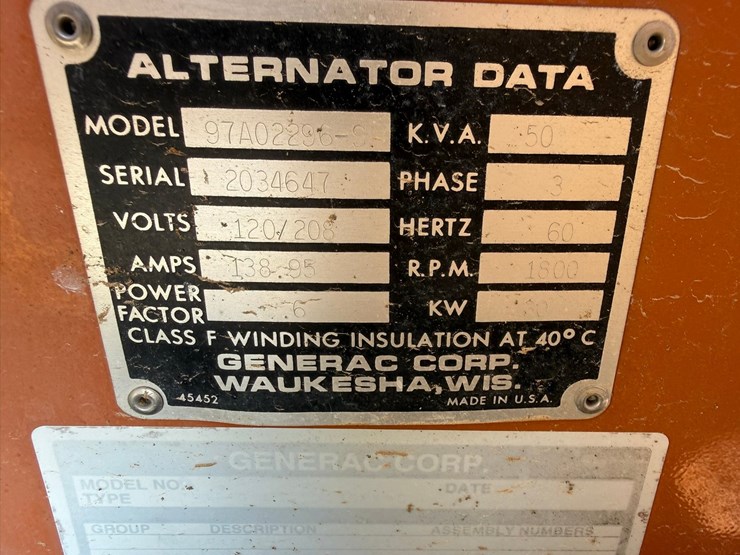 ALTERNATOR DATA
MODEL 97A02296-S K.V.A. 50
SERIAL 2034647 PHASE 3
VOLTS 120/208 HERTZ 60
AMPS 138.95 R.P.M. 1800
POWER FACTOR KW
CLASS F WINDING INSULATION AT 40°C
GENERAC CORP.
WAUKESHA, WIS.
45452 MADE IN U.S.A.
GENERAC CORP.
MODEL NO. DATE
TYPE
GROUP DESCRIPTION ASSEMBLY NUMBERS